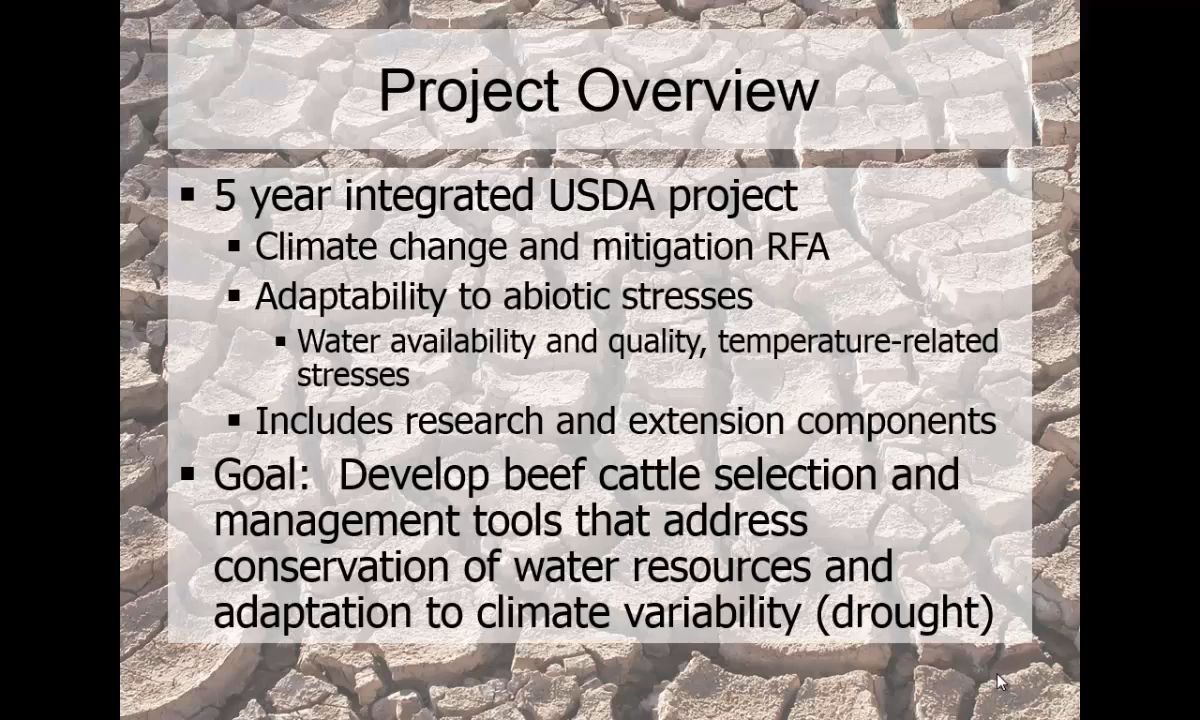 Project Overview
▪ 5 year integrated USDA project
▪ Climate change and mitigation RFA
▪ Adaptability to abiotic stresses
▪ Water availability and quality, temperature-related
stresses
▪ Includes research and extension components
▪ Goal:  Develop beef cattle selection and
management tools that address
conservation of water resources and
adaptation to climate variability (drought)